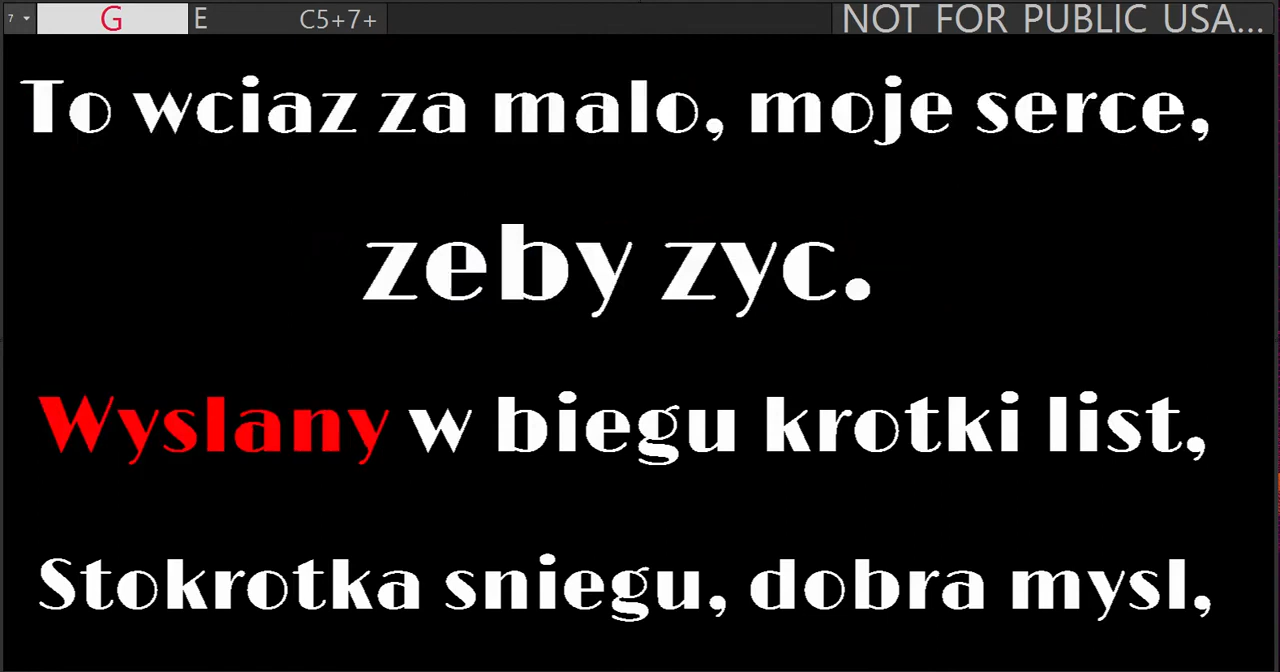 7 G E C5+7+ NOT FOR PUBLIC USA...
To wciaz za malo, moje serce,
zeby zyc.
Wyslany w biegu krotki list,
Stokrotka sniegu, dobra mysl,